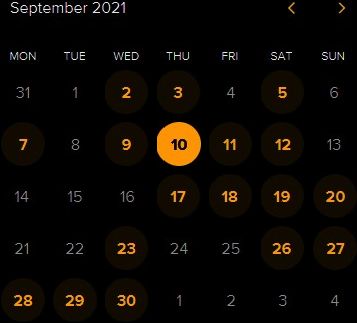 September 2021 < >
MON TUE WED THU FRI SAT SUN
31 1 2 3 4 5 6
7 8 9 10 11 12 13
14 15 16 17 18 19 20
21 22 23 24 25 26 27
28 29 30 1 2 3 4